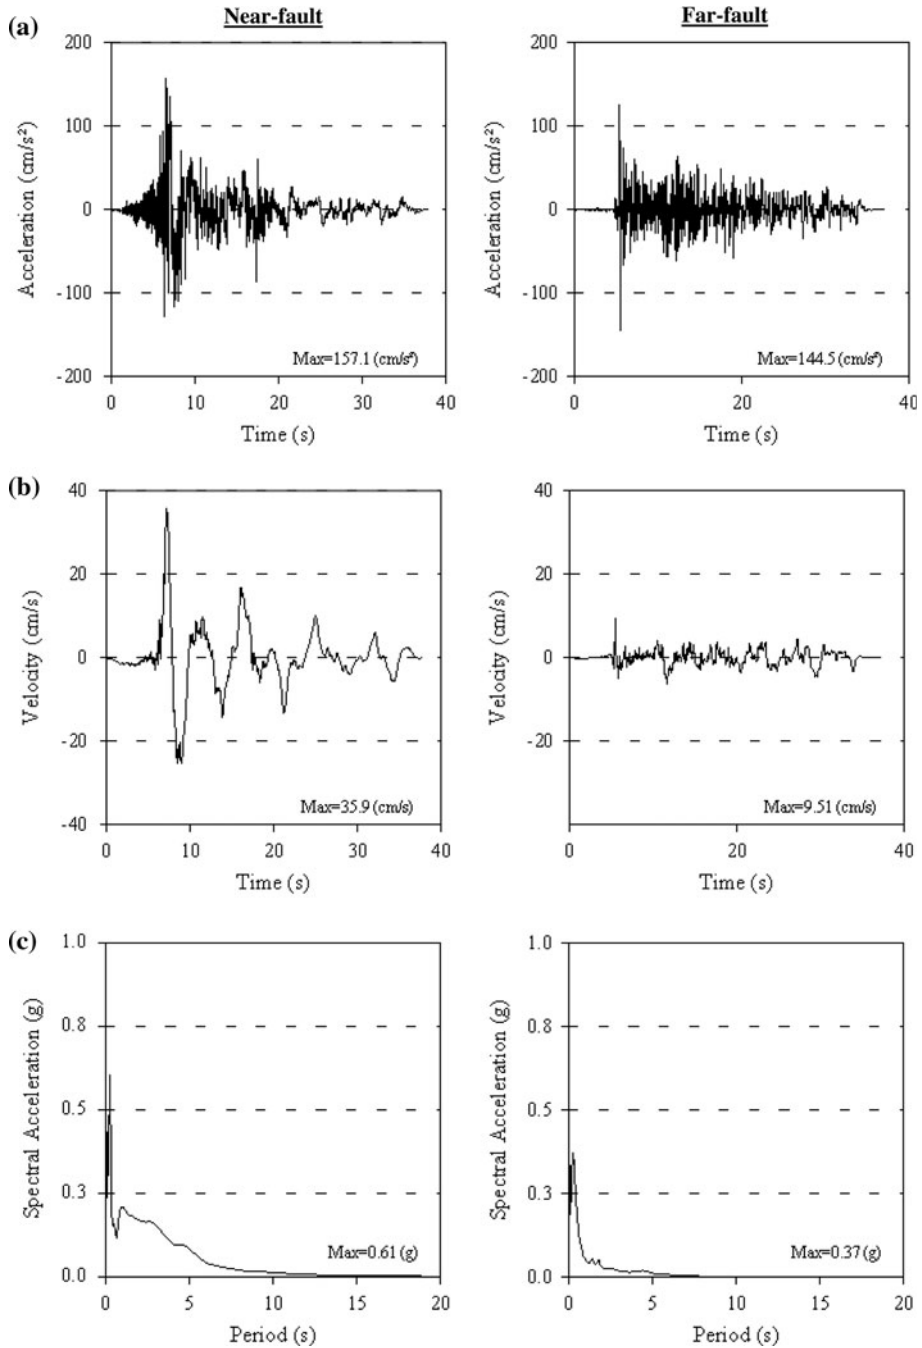 Near-fault
Far-fault
(a)
200
100
0
-100
-200
Acceleration (cm/s²)
Max=157.1 (cm/s²)
0 10 20 30 40
Time (s)
200
100
0
-100
-200
Acceleration (cm/s²)
Max=144.5 (cm/s²)
0 20 40
Time (s)
(b)
40
20
0
-20
-40
Velocity (cm/s)
Max=35.9 (cm/s)
0 10 20 30 40
Time (s)
40
20
0
-20
-40
Velocity (cm/s)
Max=9.51 (cm/s)
0 20 40
Time (s)
(c)
1.0
0.8
0.5
0.3
0.0
Spectral Acceleration (g)
Max=0.61 (g)
0 5 10 15 20
Period (s)
1.0
0.8
0.5
0.3
0.0
Spectral Acceleration (g)
Max=0.37 (g)
0 5 10 15 20
Period (s)